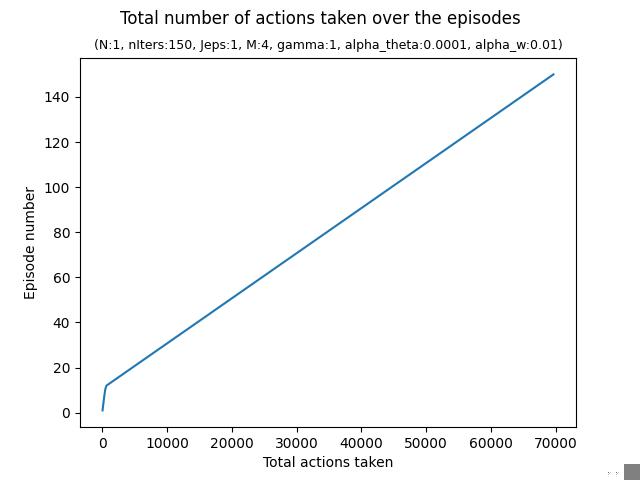 Total number of actions taken over the episodes
(N:1, nIters:150, Jeps:1, M:4, gamma:1, alpha_theta:0.0001, alpha_w:0.01)
140
120
100
80
60
40
20
0
Episode number
0 10000 20000 30000 40000 50000 60000 70000
Total actions taken